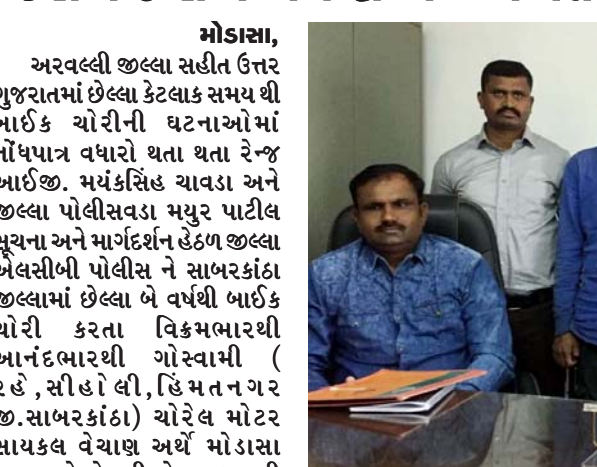 મોડાસા,
અરવલ્લી જીલ્લા સહીત ઉત્તર
ગુજરાતમાં છેલ્લા કેટલાક સમય થી
બાઈક ચોરીની ઘટનાઓમાં
નોંધપાત્ર વધારો થતા થતા રેન્જ
આઈજી. મયંકસિંહ ચાવડા અને
જીલ્લા પોલીસવડા મયુર પાટીલ
સૂચના અને માર્ગદર્શન હેઠળ જીલ્લા
એલસીબી પોલીસ ને સાબરકાંઠા
જીલ્લામાં છેલ્લા બે વર્ષથી બાઈક
ચોરી કરતા વિક્રમભારથી
આનંદભારથી ગોસ્વામી (
રહે ,સીહોલી,હિંમતનગર
જી.સાબરકાંઠા) ચોરેલ મોટર
સાયકલ વેચાણ અર્થે મોડાસા